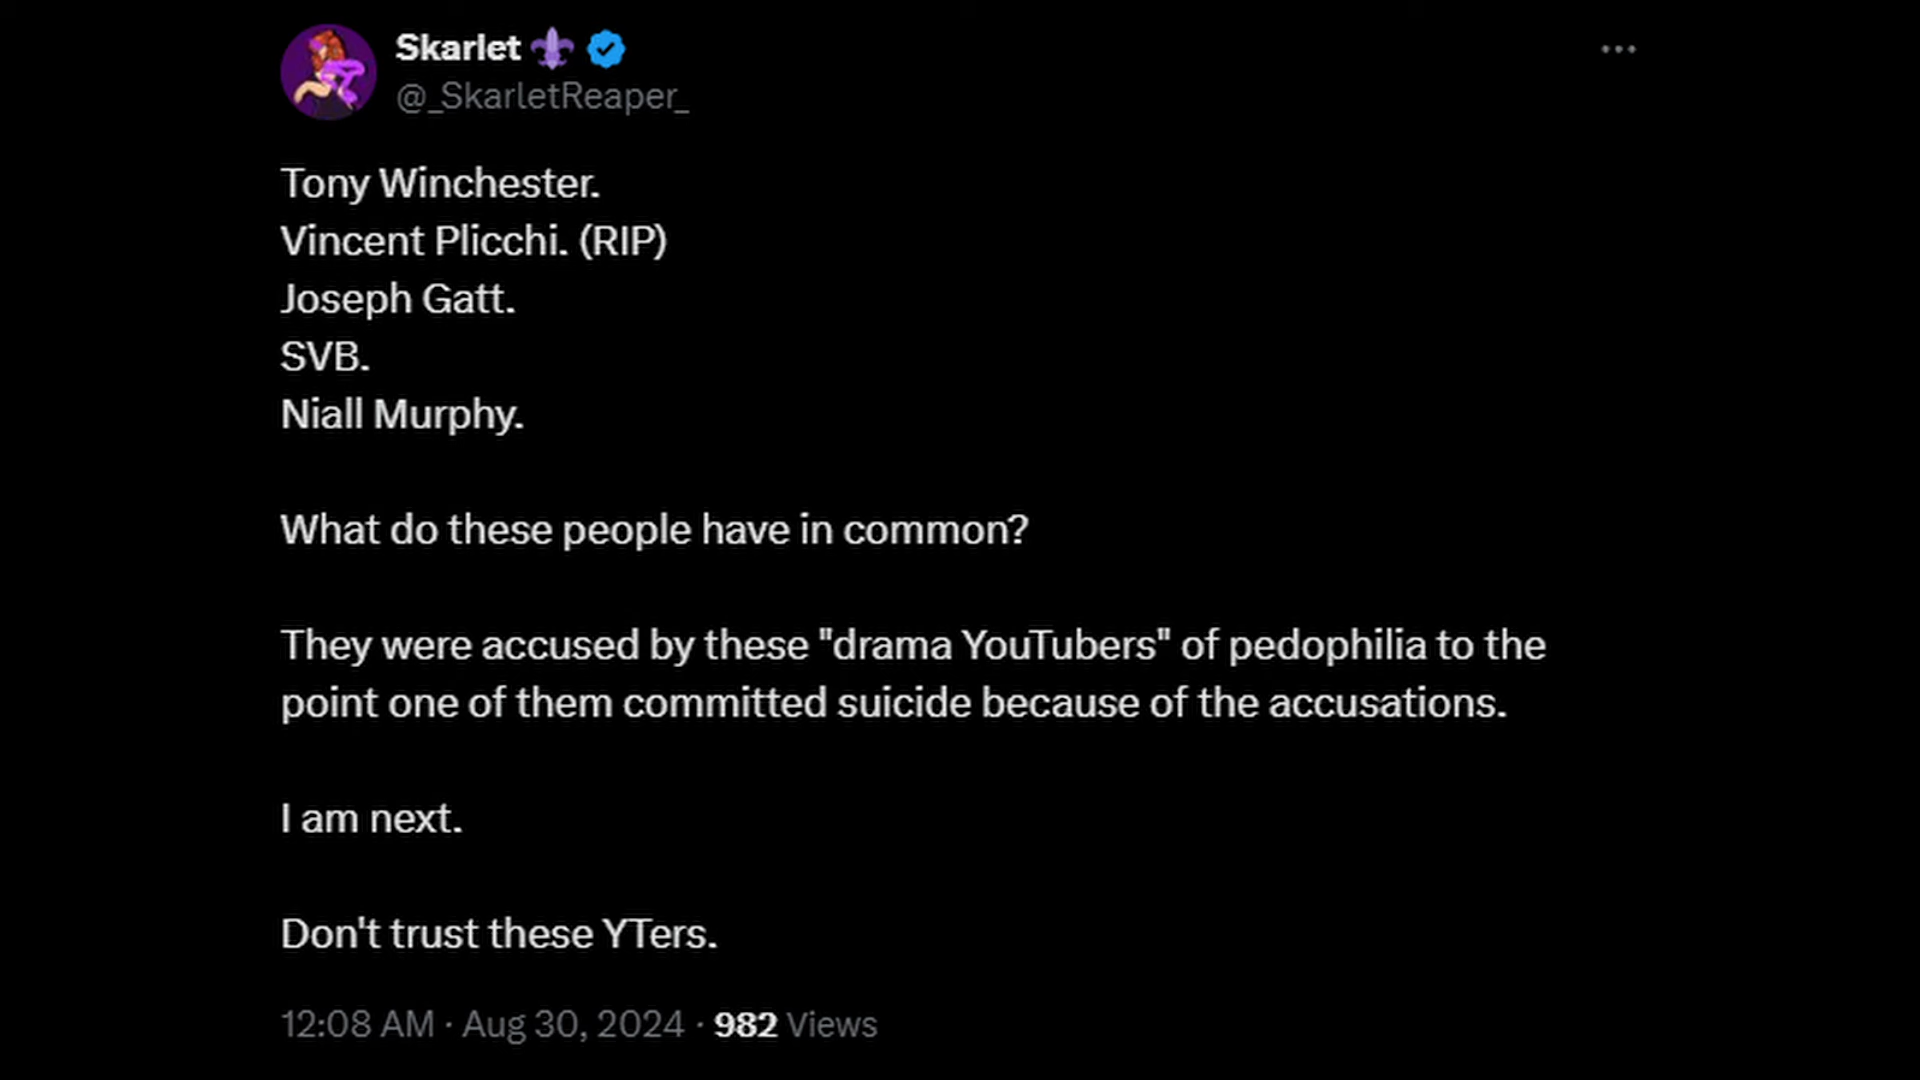 Skarlet
@_SkarletReaper_
Tony Winchester.
Vincent Plicchi. (RIP)
Joseph Gatt.
SVB.
Niall Murphy.
What do these people have in common?
They were accused by these "drama YouTubers" of pedophilia to the
point one of them committed suicide because of the accusations.
I am next.
Don't trust these YTers.
12:08 AM · Aug 30, 2024 · 982 Views